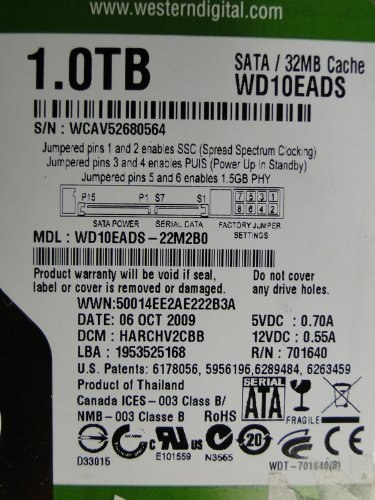 www.westerndigital.com
1.0TB
SATA / 32MB Cache
WD10EADS
S/N : WCAV52680564
Jumpered pins 1 and 2 enables SSC (Spread Spectrum Clocking)
Jumpered pins 3 and 4 enables PUIS (Power Up In Standby)
Jumpered pins 5 and 6 enables 1.5GB PHY
P15 P1 S7 S1 7 5 3 1
8 6 4 2
SATA POWER SERIAL DATA FACTORY JUMPER
SETTINGS
MDL : WD10EADS-22M2B0
Product warranty will be void if seal, Do not cover
label or cover is removed or damaged. any drive holes.
WWN:50014EE2AE222B3A
DATE: 06 OCT 2009 5VDC : 0.70A
DCM : HARCHV2CBB 12VDC : 0.55A
LBA : 1953525168 R/N : 701640
U.S. Patents: 6178056, 5956196,6289484, 6263459
Product of Thailand
Canada ICES -003 Class B/
NMB -003 Classe B RoHS
SERIAL
ATA
FRAGILE
20
D33015 E101559 N3565 WDT-701640(B)